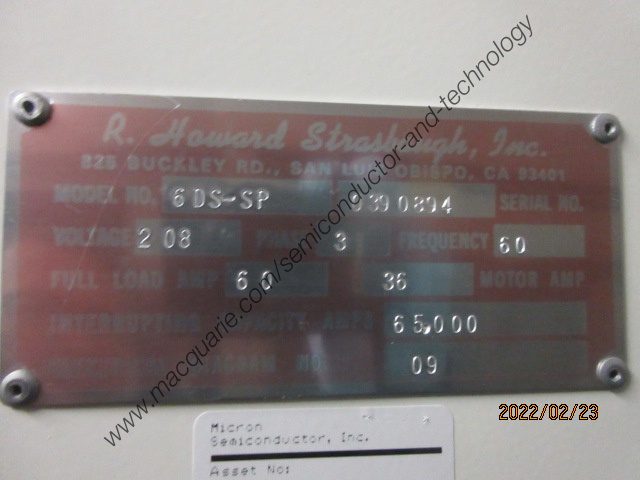 R. Howard Strasbaugh, Inc.
825 BUCKLEY RD., SAN LUIS OBISPO, CA 93401
MODEL NO. 6DS-SP 9390894 SERIAL NO.
VOLTAGE 208 PHASE 3 FREQUENCY 60
FULL LOAD AMP 60 36 MOTOR AMP
INTERRUPTING CAPACITY AMPS 65,000
DIAGRAM NO. 09
Micron
Semiconductor, Inc.
Asset No:
www.macquarie.com/semiconductor-and-technology
2022/02/23